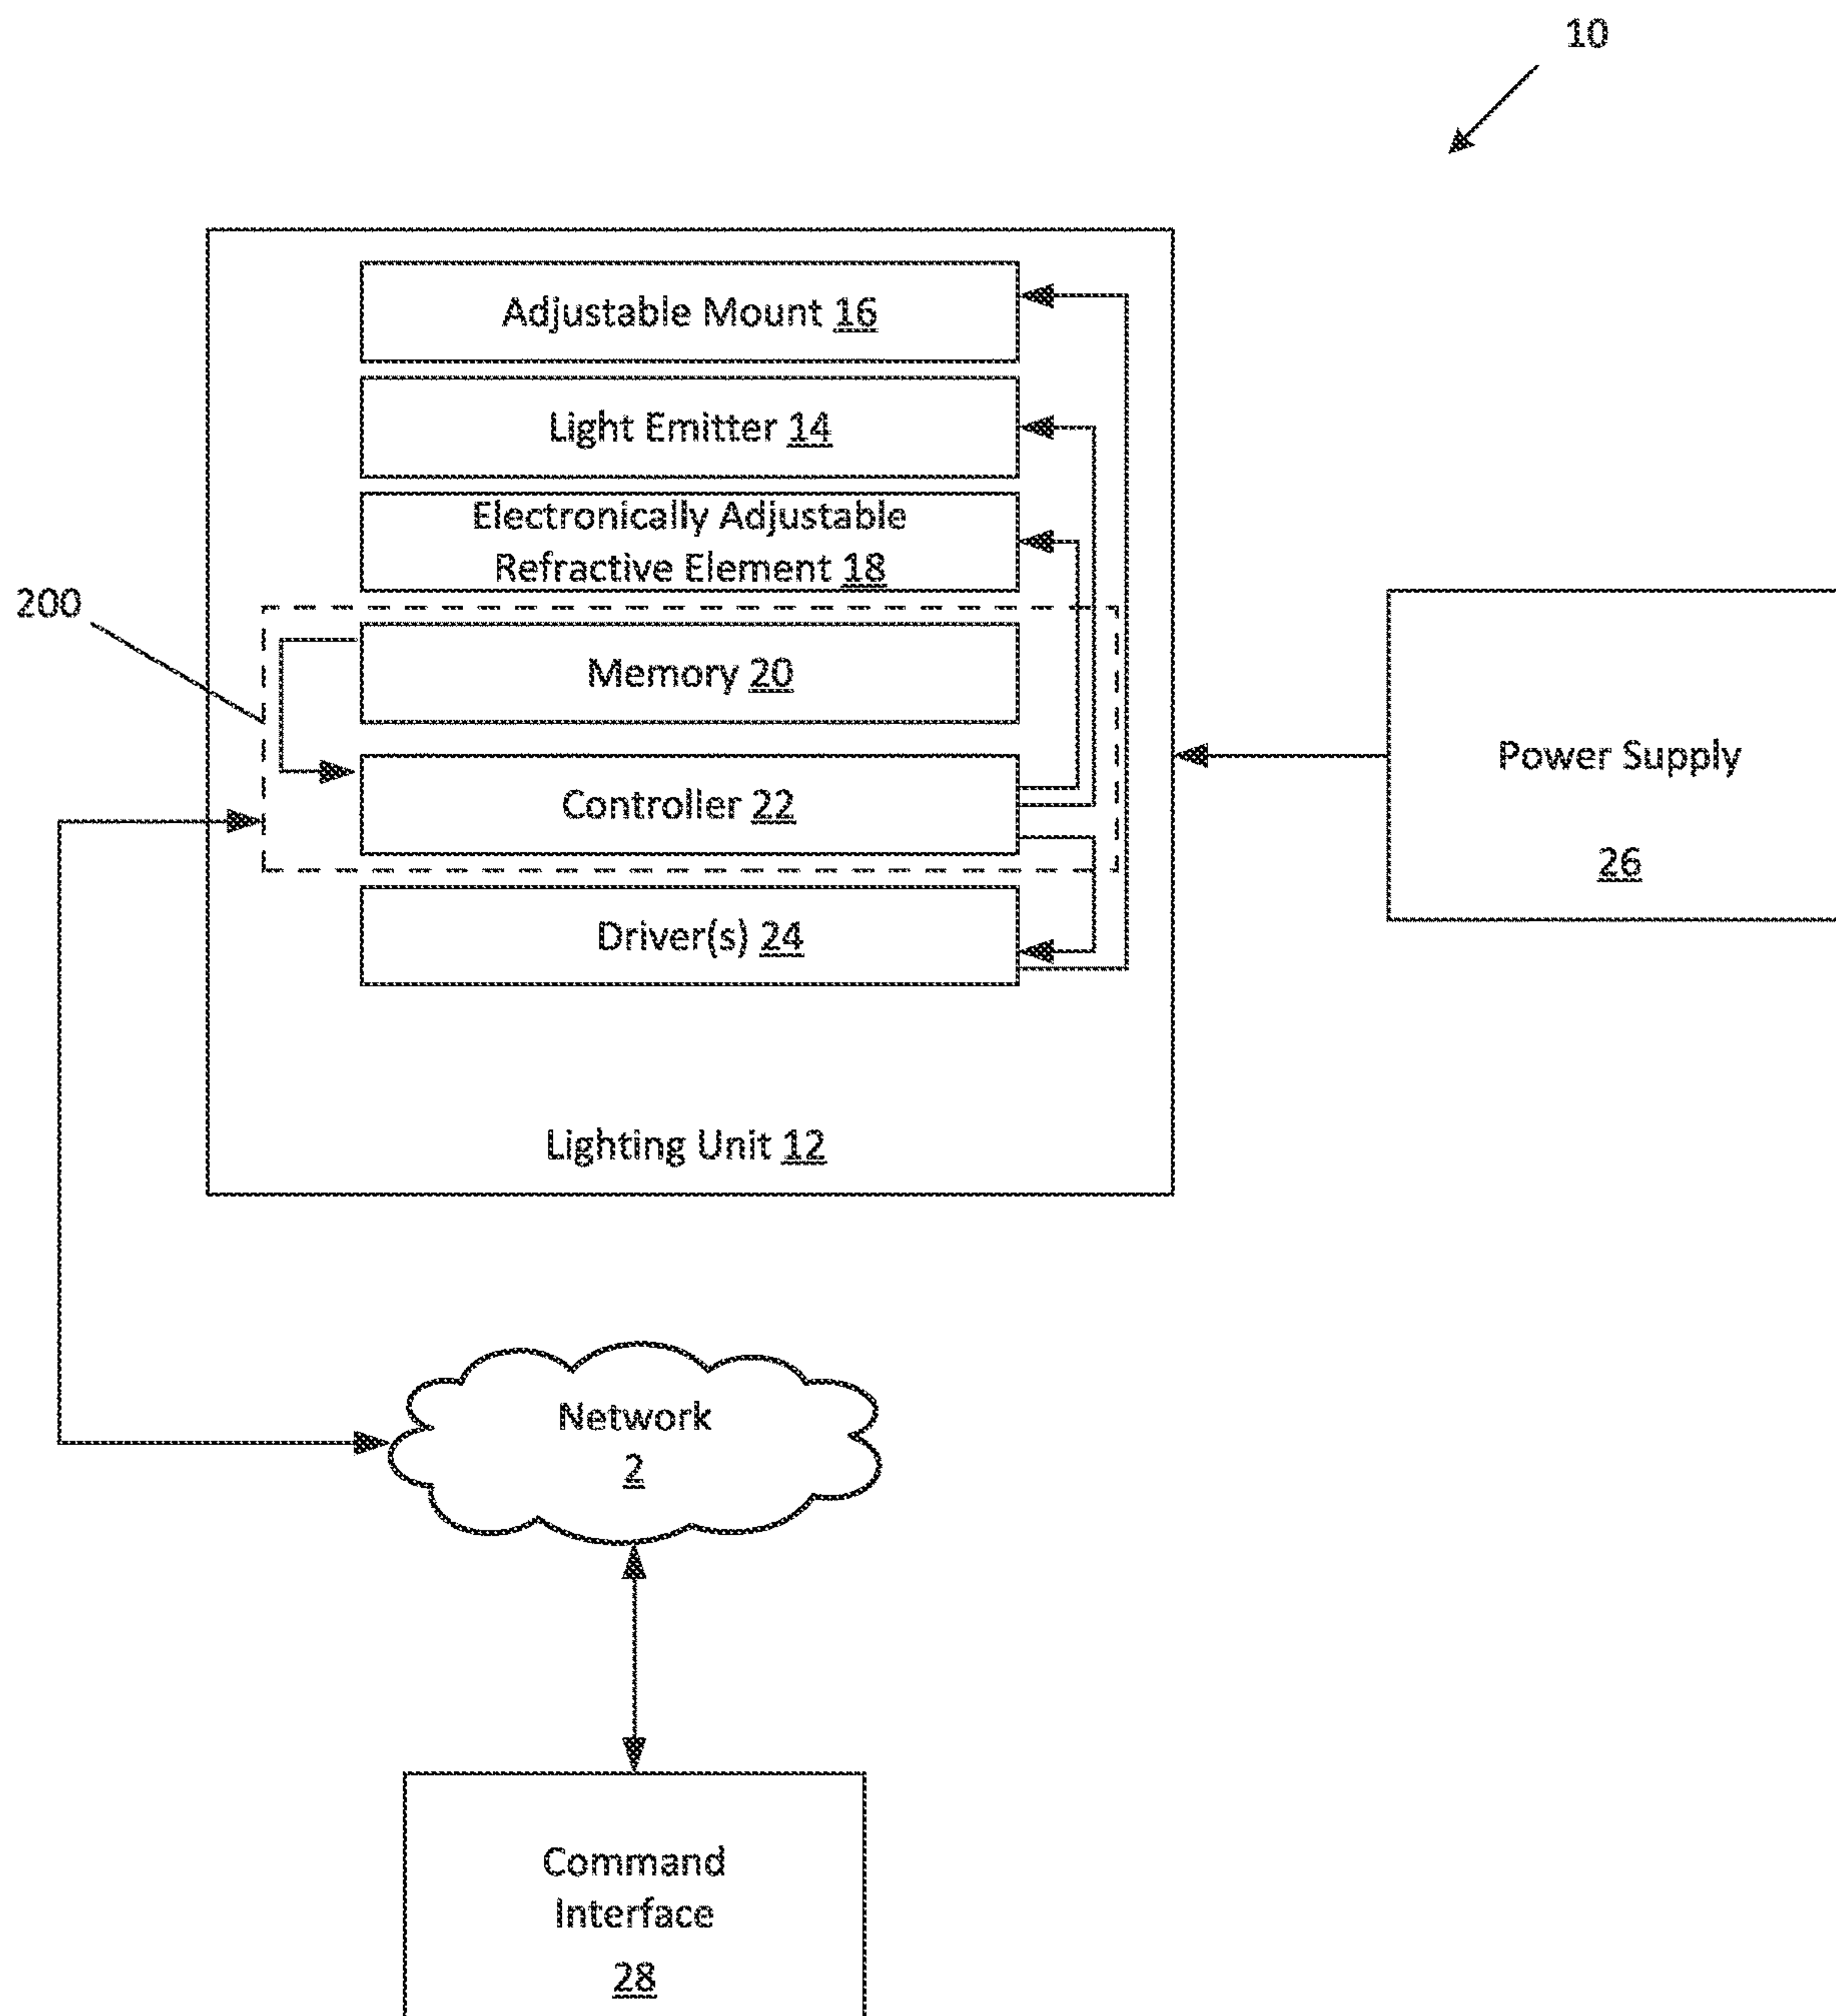 10
Adjustable Mount 16
Light Emitter 14
Electronically Adjustable
Refractive Element 18
200
Memory 20
Controller 22
Driver(s) 24
Lighting Unit 12
Power Supply
26
Network
2
Command
Interface
28